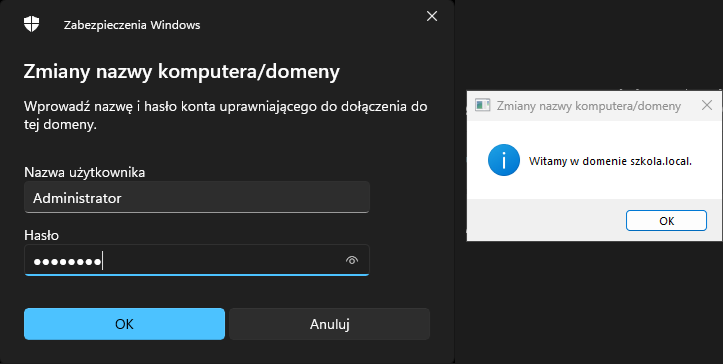 Zabezpieczenia Windows
Zmiany nazwy komputera/domeny
Wprowadź nazwę i hasło konta uprawniającego do dołączenia do
tej domeny.
Nazwa użytkownika
Administrator
Hasło
●●●●●●●●
OK
Anuluj
Zmiany nazwy komputera/domeny
Witamy w domenie szkola.local.
OK